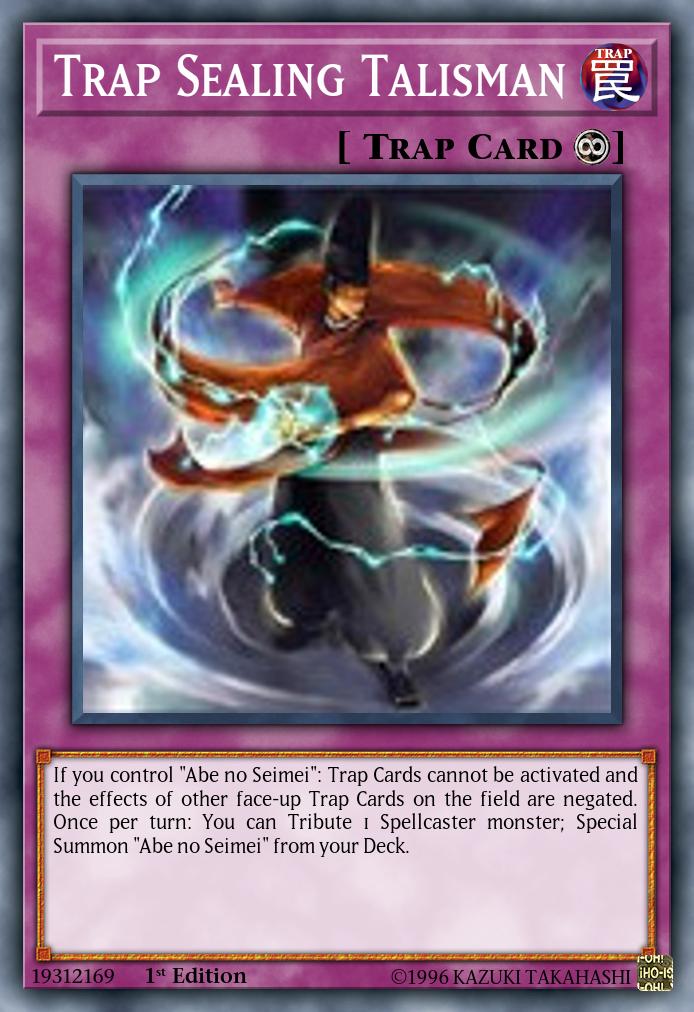 Trap Sealing Talisman
TRAP
罠
[ Trap Card ]
If you control "Abe no Seimei": Trap Cards cannot be activated and
the effects of other face-up Trap Cards on the field are negated.
Once per turn: You can Tribute 1 Spellcaster monster; Special
Summon "Abe no Seimei" from your Deck.
19312169
1st Edition
©1996 KAZUKI TAKAHASHI